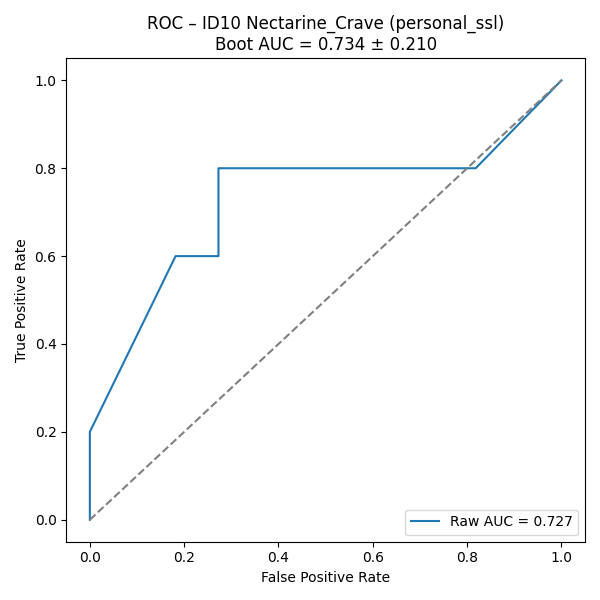 ROC – ID10 Nectarine_Crave (personal_ssl)
Boot AUC = 0.734 ± 0.210
1.0
0.8
0.6
0.4
0.2
0.0
True Positive Rate
Raw AUC = 0.727
0.0 0.2 0.4 0.6 0.8 1.0
False Positive Rate